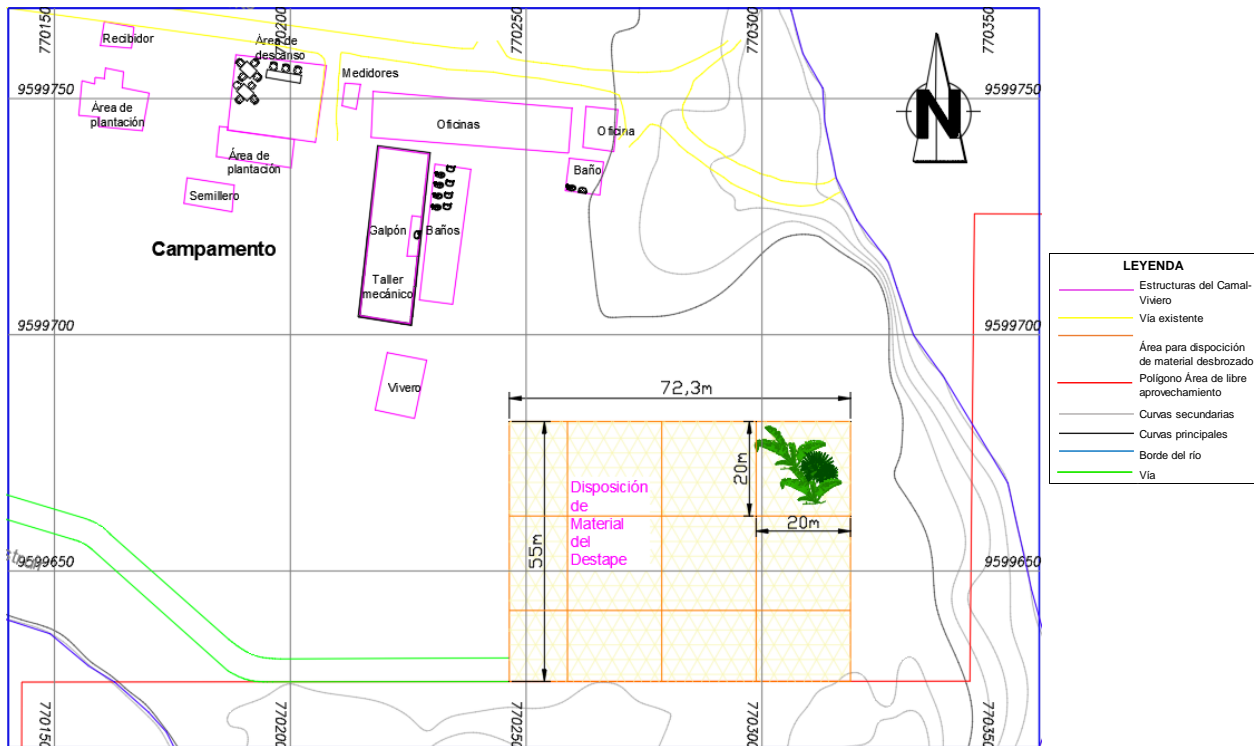 770150
770200
770250
770300
770350
Recibidor
Área de
descanso
Medidores
9599750
9599750
Área de
plantación
Oficinas
Oficina
Área de
plantación
Baño
Semillero
N
Campamento
Galpón
Baños
Taller
mecánico
9599700
9599700
Vivero
72,3m
20m
20m
55m
Disposición
de
Material
del
Destape
9599650
9599650
770150
770200
770250
770300
770350
LEYENDA
Estructuras del Camal-
Viviero
Vía existente
Área para disposición
de material desbrozado
Polígono Área de libre
aprovechamiento
Curvas secundarias
Curvas principales
Borde del río
Vía